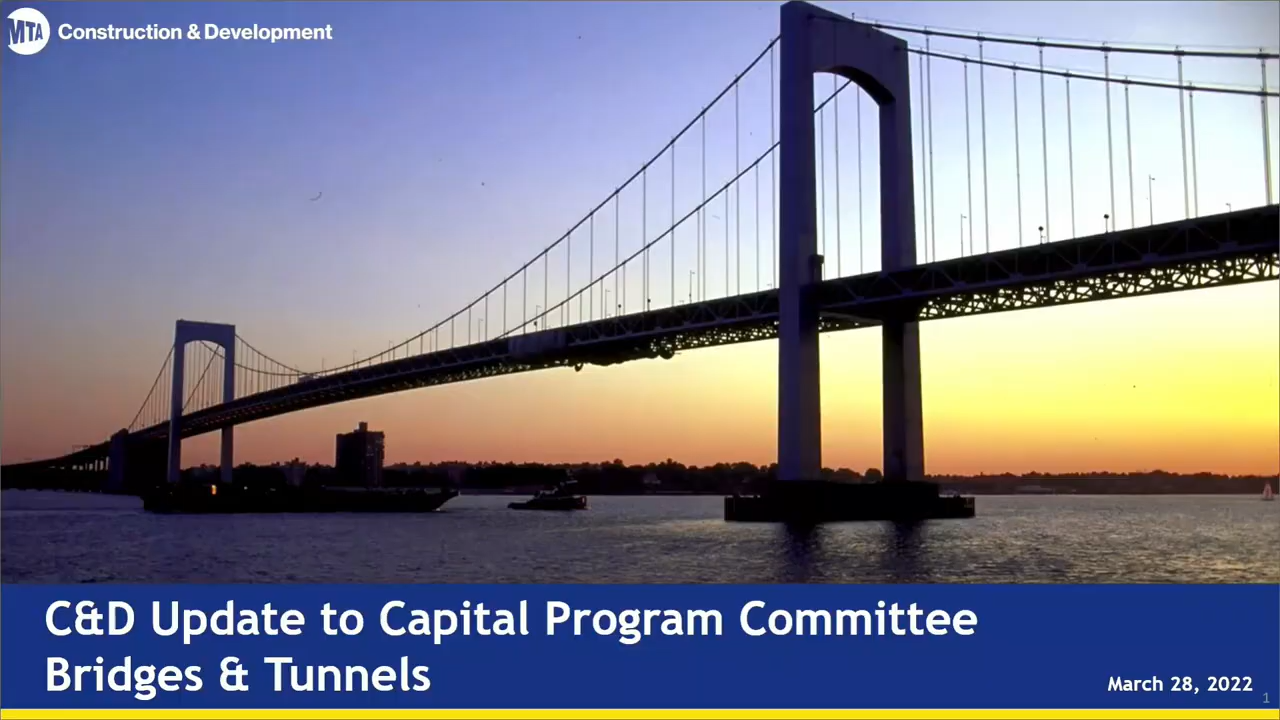 MTA Construction & Development
C&D Update to Capital Program Committee
Bridges & Tunnels
March 28, 2022
1